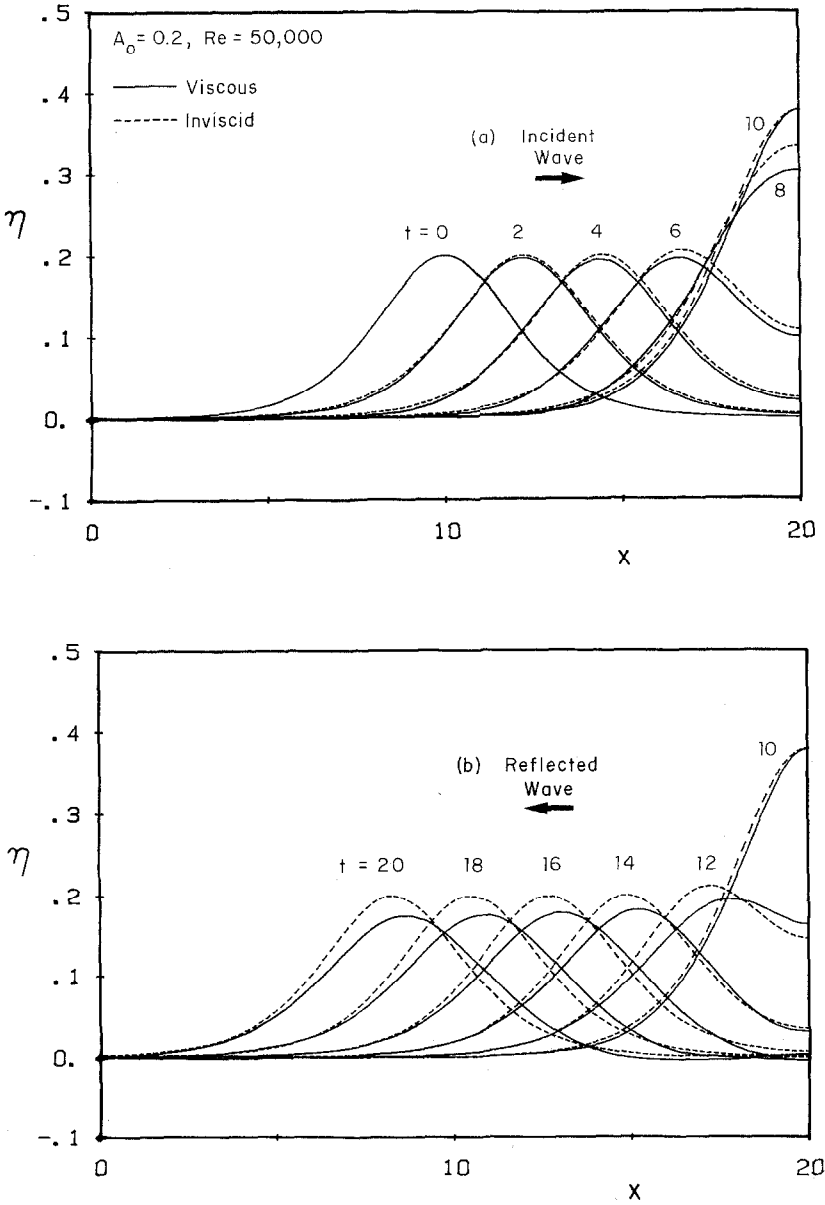 .5
A₀= 0.2, Re = 50,000
Viscous
Inviscid
.4
(a) Incident
Wave
10
8
.3
η
t = 0
2
4
6
.2
.1
0.
-.1
0
10
20
x
.5
.4
(b) Reflected
Wave
10
.3
η
t = 20
18
16
14
12
.2
.1
0.
-.1
0
10
20
x